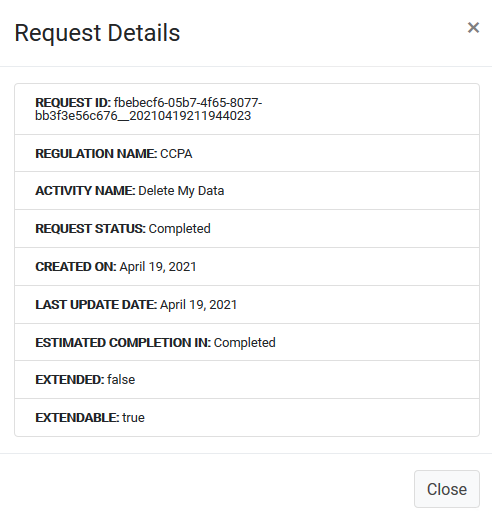 Request Details
×
REQUEST ID: fbebecf6-05b7-4f65-8077-
bb3f3e56c676__20210419211944023
REGULATION NAME: CCPA
ACTIVITY NAME: Delete My Data
REQUEST STATUS: Completed
CREATED ON: April 19, 2021
LAST UPDATE DATE: April 19, 2021
ESTIMATED COMPLETION IN: Completed
EXTENDED: false
EXTENDABLE: true
Close